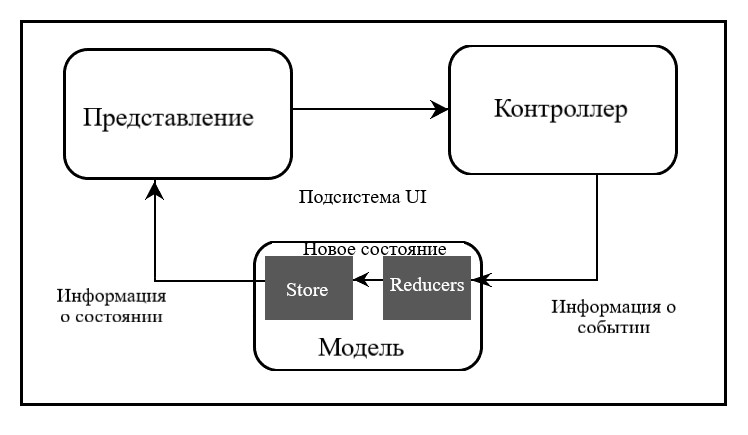 Представление
Контроллер
Подсистема UI
Новое состояние
Store
Reducers
Модель
Информация
о состоянии
Информация о
событии